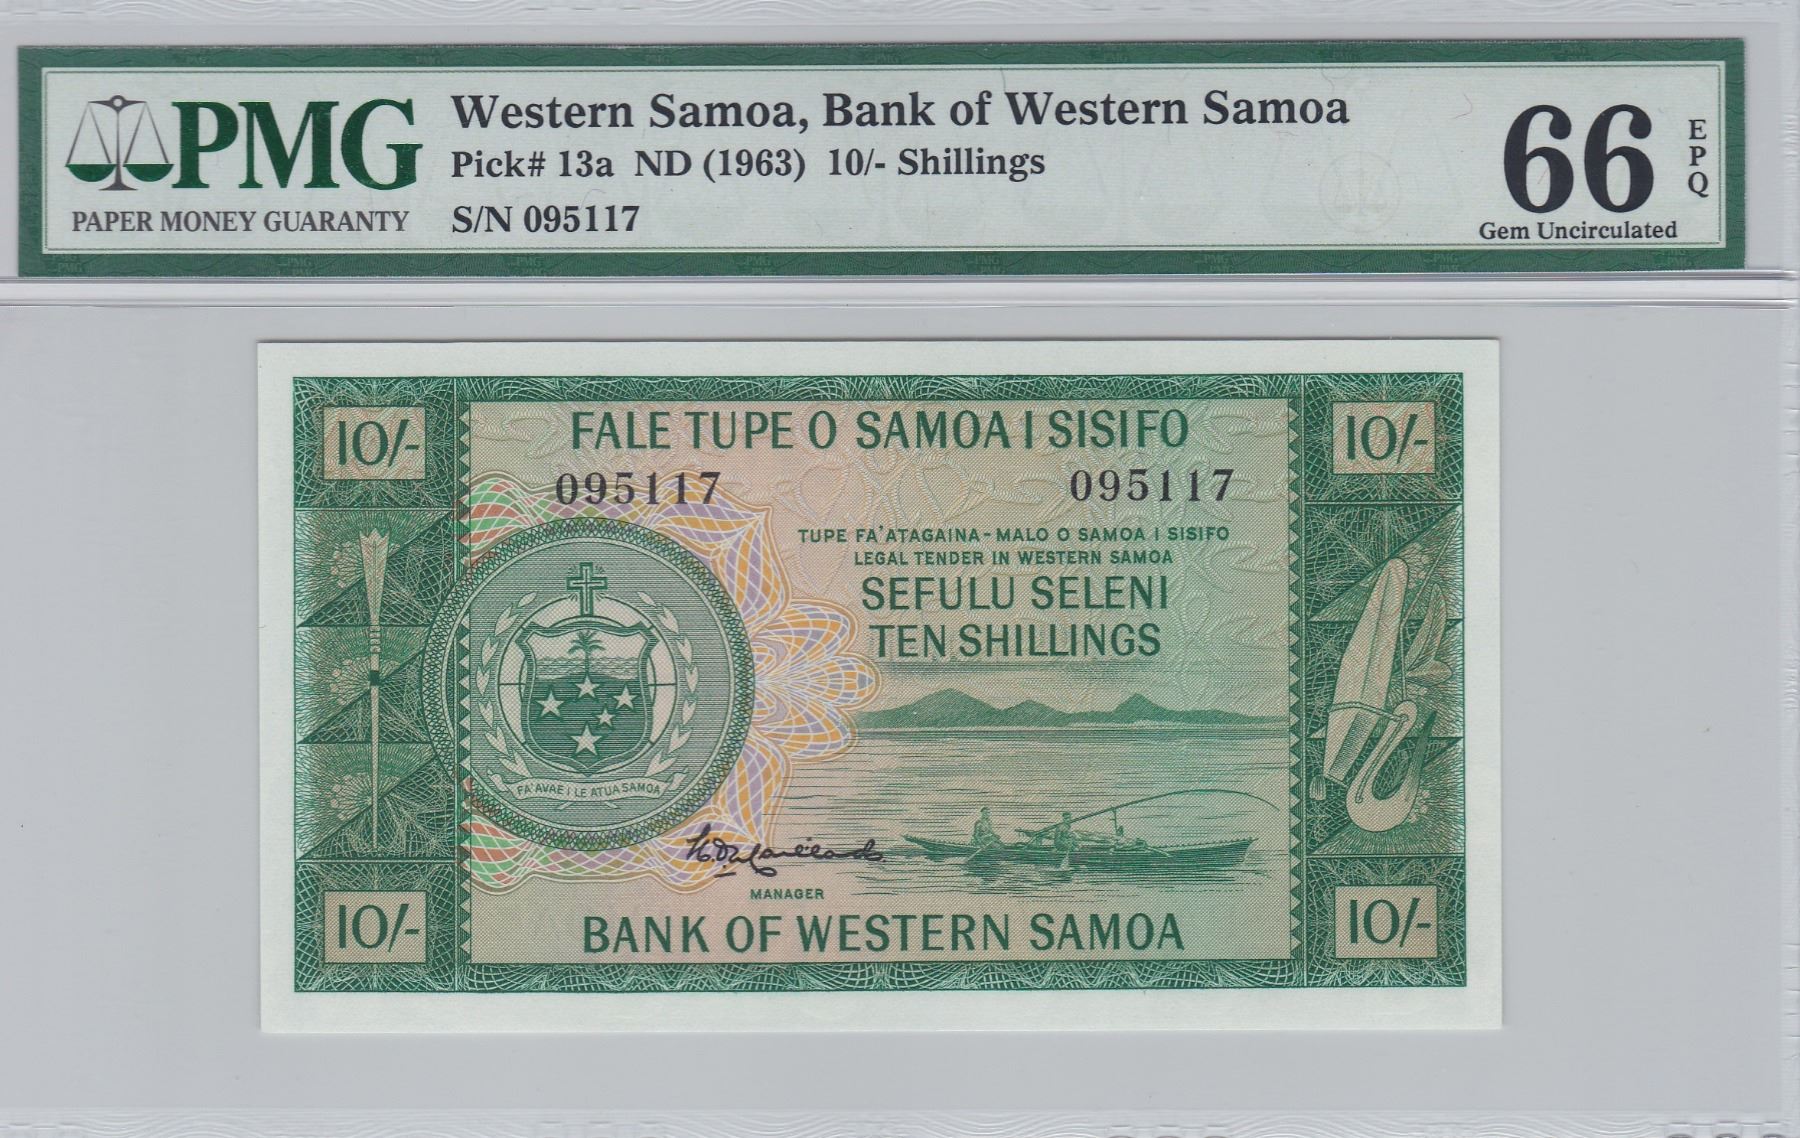 PMG
PAPER MONEY GUARANTY
Western Samoa, Bank of Western Samoa
Pick# 13a ND (1963) 10/- Shillings
S/N 095117
66
EPQ
Gem Uncirculated
10/- 10/-
FALE TUPE O SAMOA I SISIFO
095117 095117
TUPE FA'ATAGAINA - MALO O SAMOA I SISIFO
LEGAL TENDER IN WESTERN SAMOA
SEFULU SELENI
TEN SHILLINGS
FA'AVAE I LE ATUA SAMOA
MANAGER
10/- 10/-
BANK OF WESTERN SAMOA